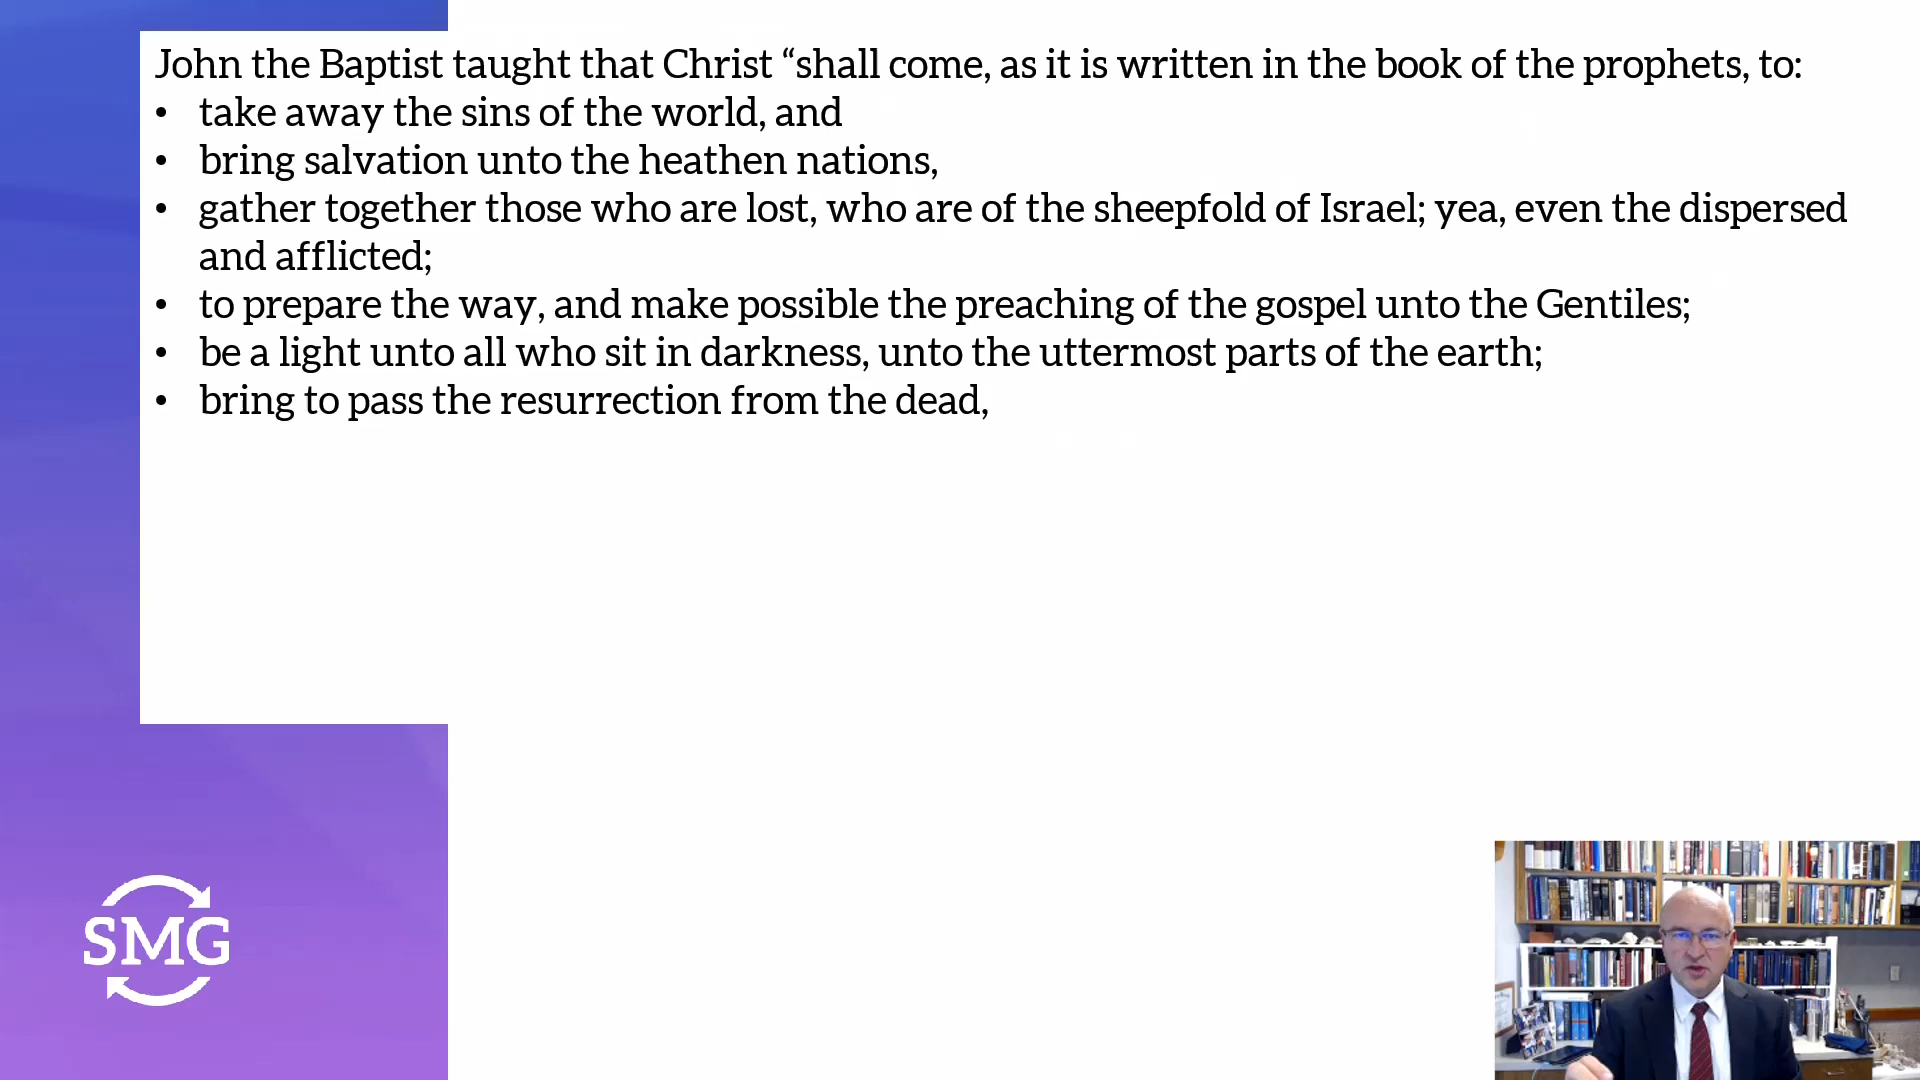 John the Baptist taught that Christ “shall come, as it is written in the book of the prophets, to:
• take away the sins of the world, and
• bring salvation unto the heathen nations,
• gather together those who are lost, who are of the sheepfold of Israel; yea, even the dispersed
and afflicted;
• to prepare the way, and make possible the preaching of the gospel unto the Gentiles;
• be a light unto all who sit in darkness, unto the uttermost parts of the earth;
• bring to pass the resurrection from the dead,
SMG